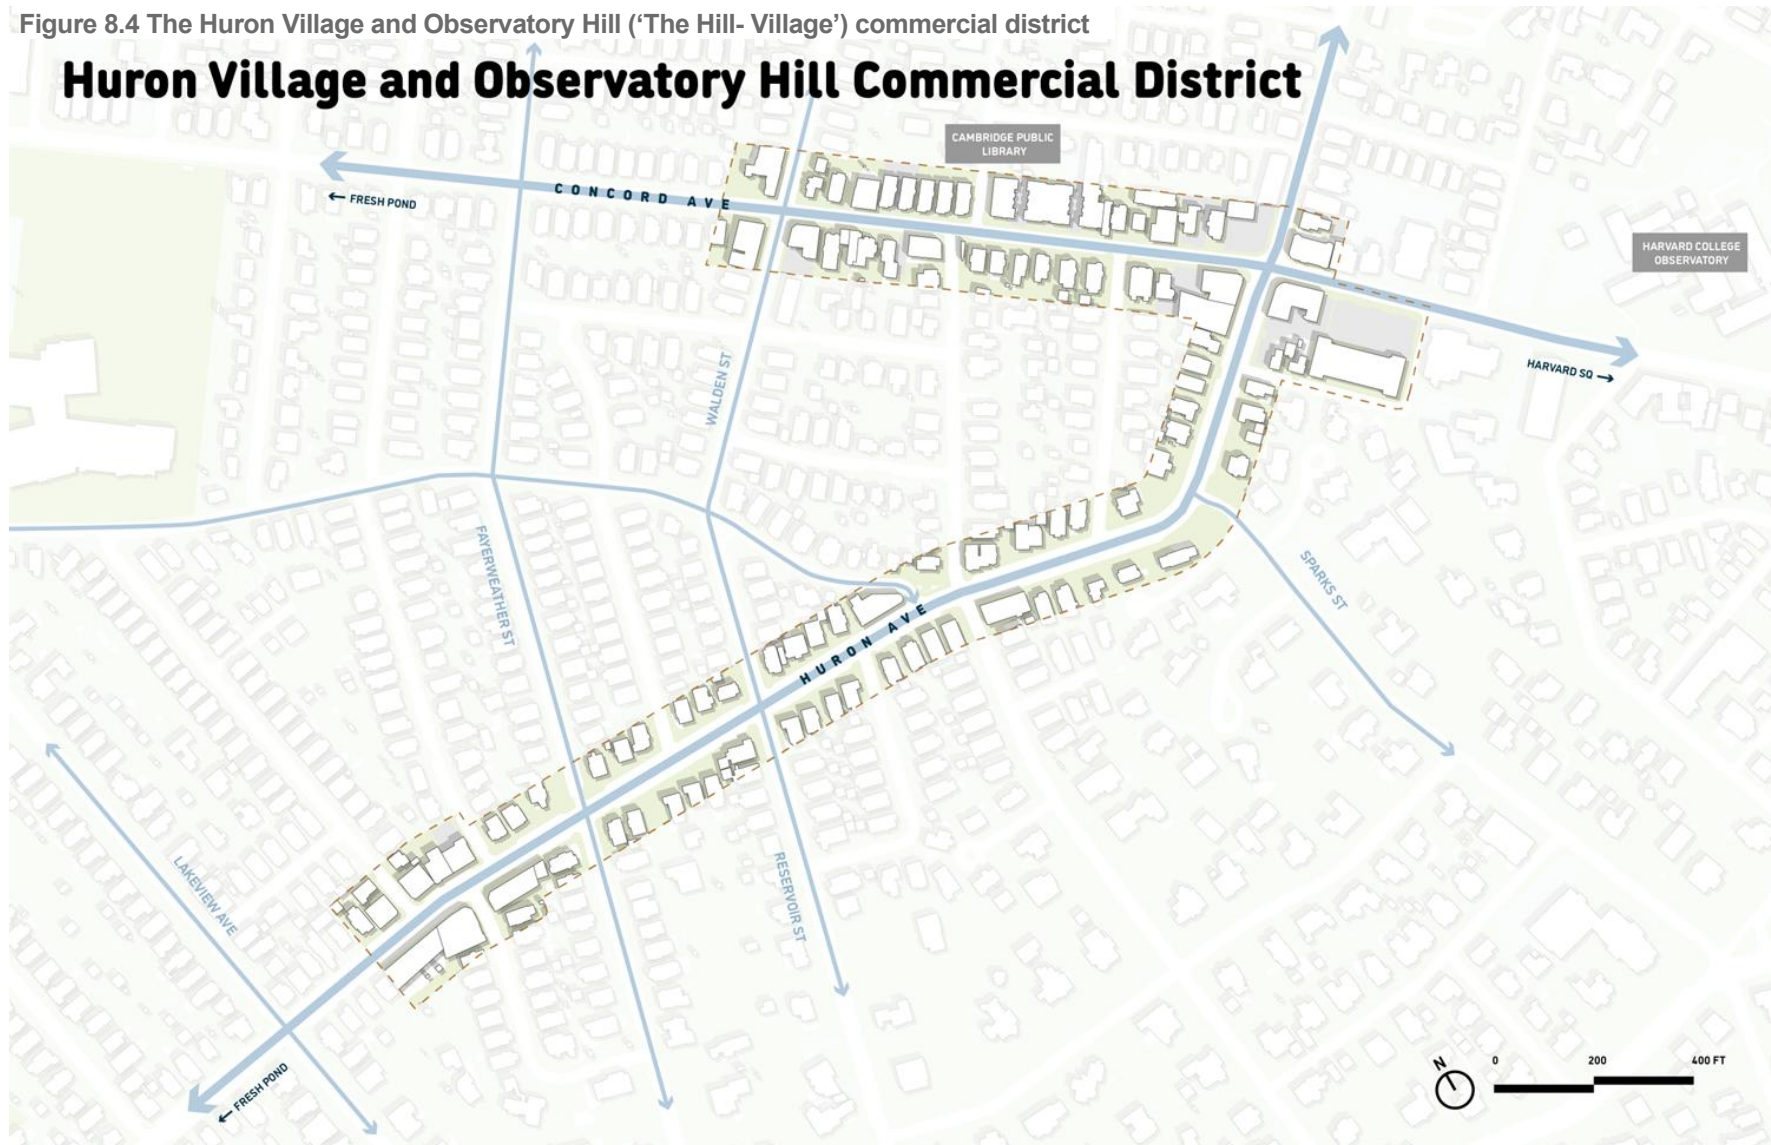 Figure 8.4 The Huron Village and Observatory Hill (‘The Hill- Village’) commercial district
Huron Village and Observatory Hill Commercial District
CAMBRIDGE PUBLIC
LIBRARY
CONCORD AVE
← FRESH POND
HARVARD COLLEGE
OBSERVATORY
HARVARD SQ →
WALDEN ST
FAYERWEATHER ST
SPARKS ST
HURON AVE
LAKEVIEW AVE
RESERVOIR ST
← FRESH POND
N
0 200 400 FT